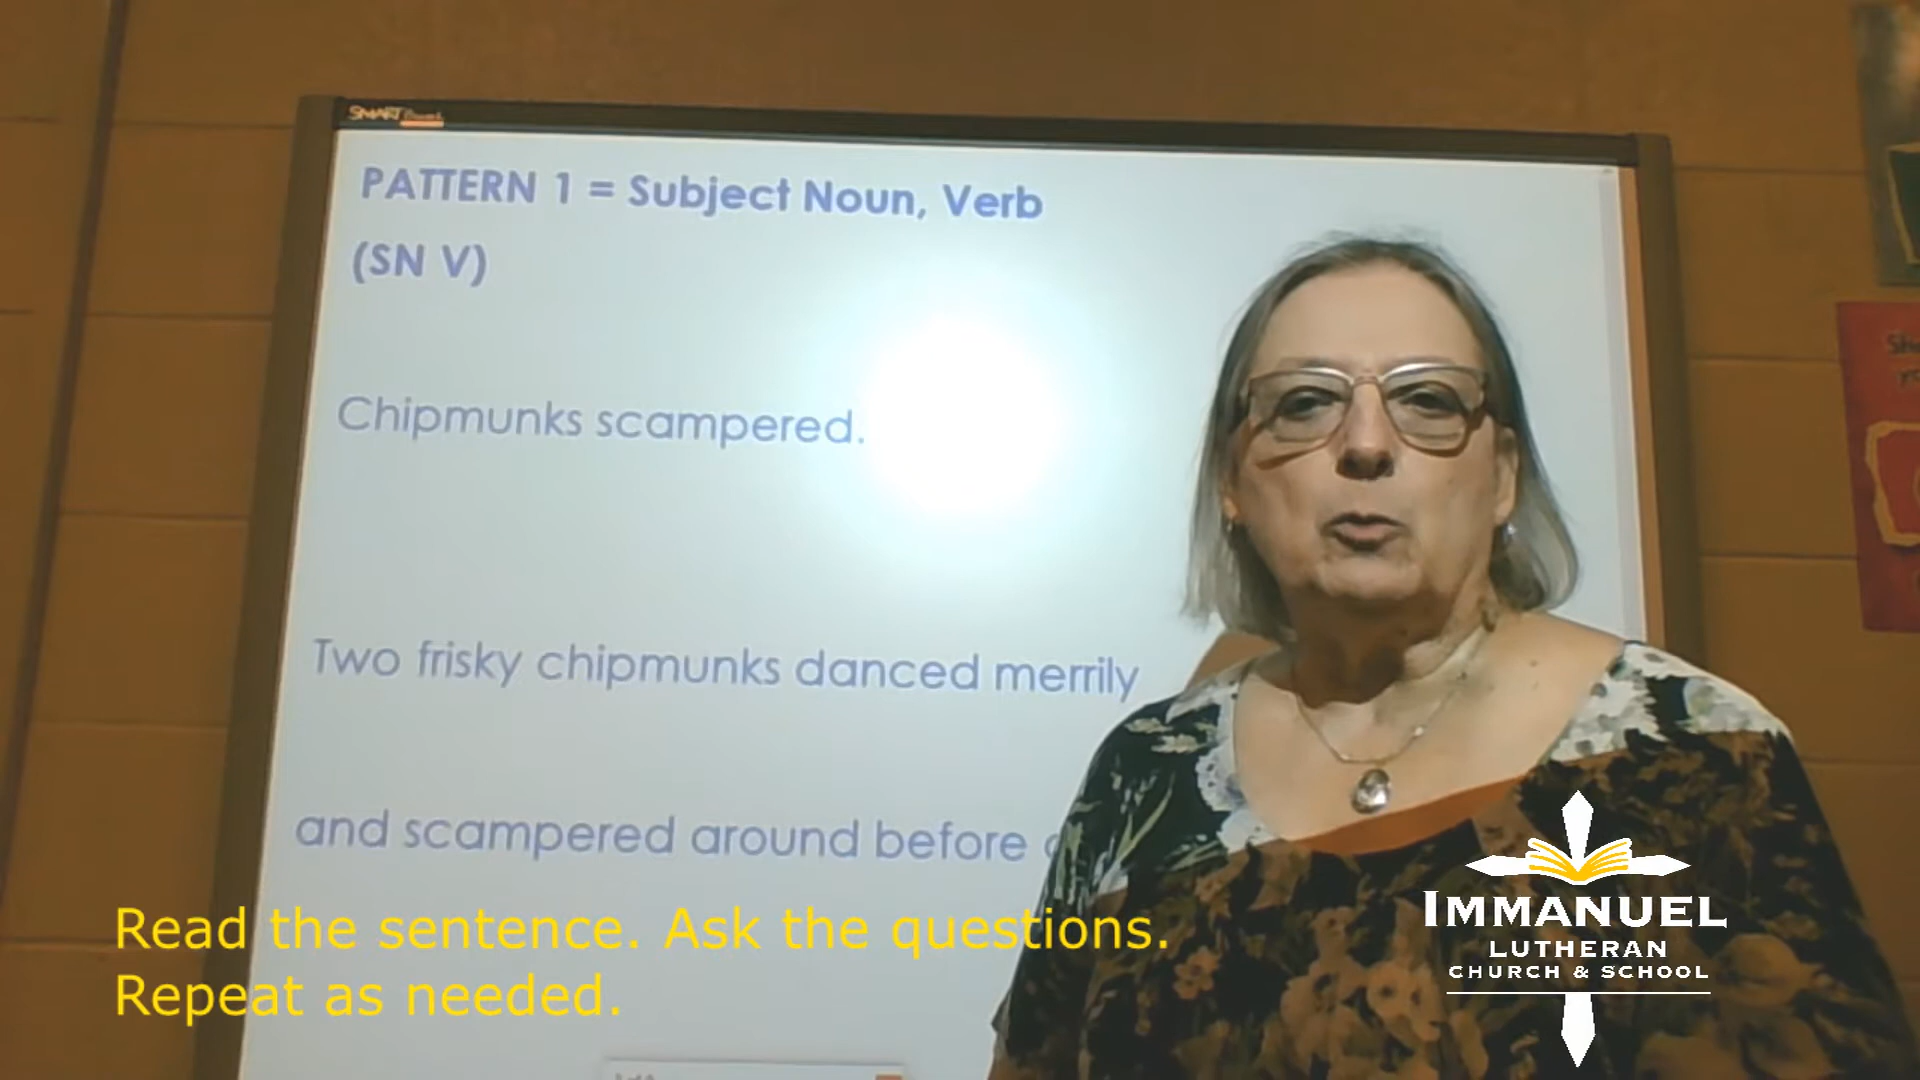 SMART Board
PATTERN 1 = Subject Noun, Verb
(SN V)
Chipmunks scampered.
Two frisky chipmunks danced merrily
and scampered around before
Read the sentence. Ask the questions.
Repeat as needed.
IMMANUEL
LUTHERAN
CHURCH & SCHOOL